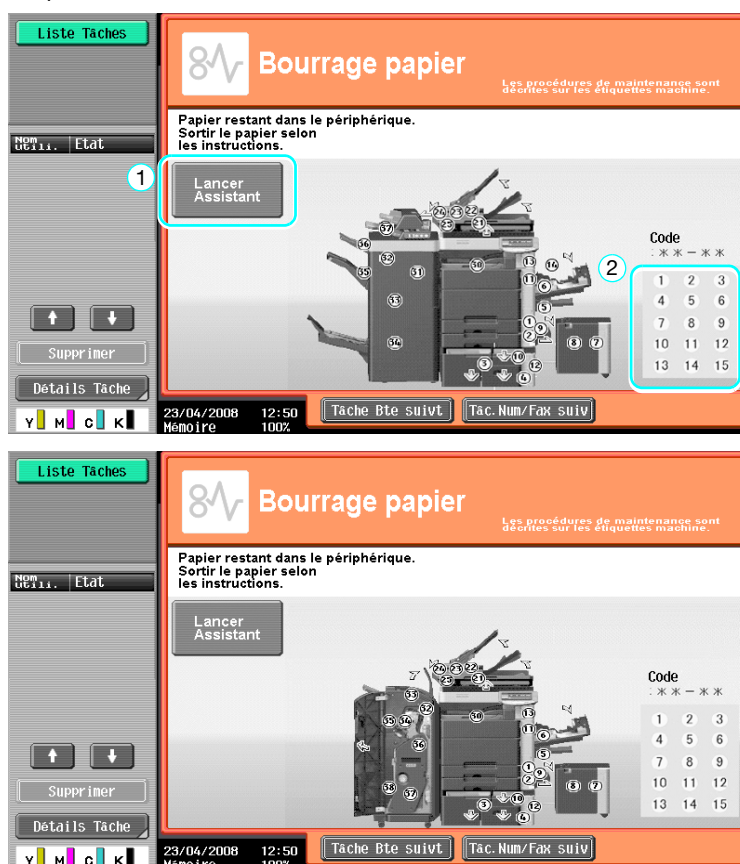 Liste Tâches
Bourrage papier
Les procédures de maintenance sont
décrites sur les étiquettes machine.
Papier restant dans le périphérique.
Sortir le papier selon
les instructions.
Nom
utili. Etat
1
Lancer
Assistant
2
Code
:**-**
1 2 3
4 5 6
7 8 9
10 11 12
13 14 15
Supprimer
Détails Tâche
Y M C K
23/04/2008 12:50
Mémoire 100%
Tâche Bte suivt
Tâc.Num/Fax suiv
Liste Tâches
Bourrage papier
Les procédures de maintenance sont
décrites sur les étiquettes machine.
Papier restant dans le périphérique.
Sortir le papier selon
les instructions.
Nom
utili. Etat
Lancer
Assistant
Code
:**-**
1 2 3
4 5 6
7 8 9
10 11 12
13 14 15
Supprimer
Détails Tâche
Y M C K
23/04/2008 12:50
Mémoire 100%
Tâche Bte suivt
Tâc.Num/Fax suiv